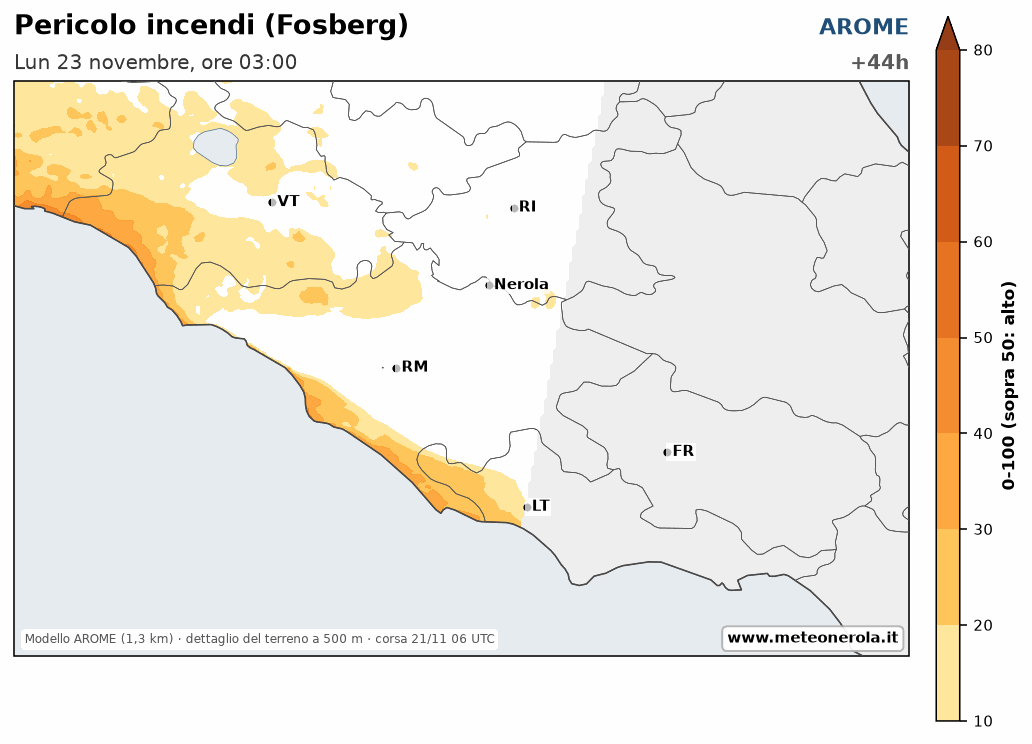 Pericolo incendi (Fosberg)
AROME
Lun 23 novembre, ore 03:00
+44h
VT
RI
Nerola
RM
FR
LT
Modello AROME (1,3 km) · dettaglio del terreno a 500 m · corsa 21/11 06 UTC
www.meteonerola.it
80
70
60
50
40
30
20
10
0-100 (sopra 50: alto)